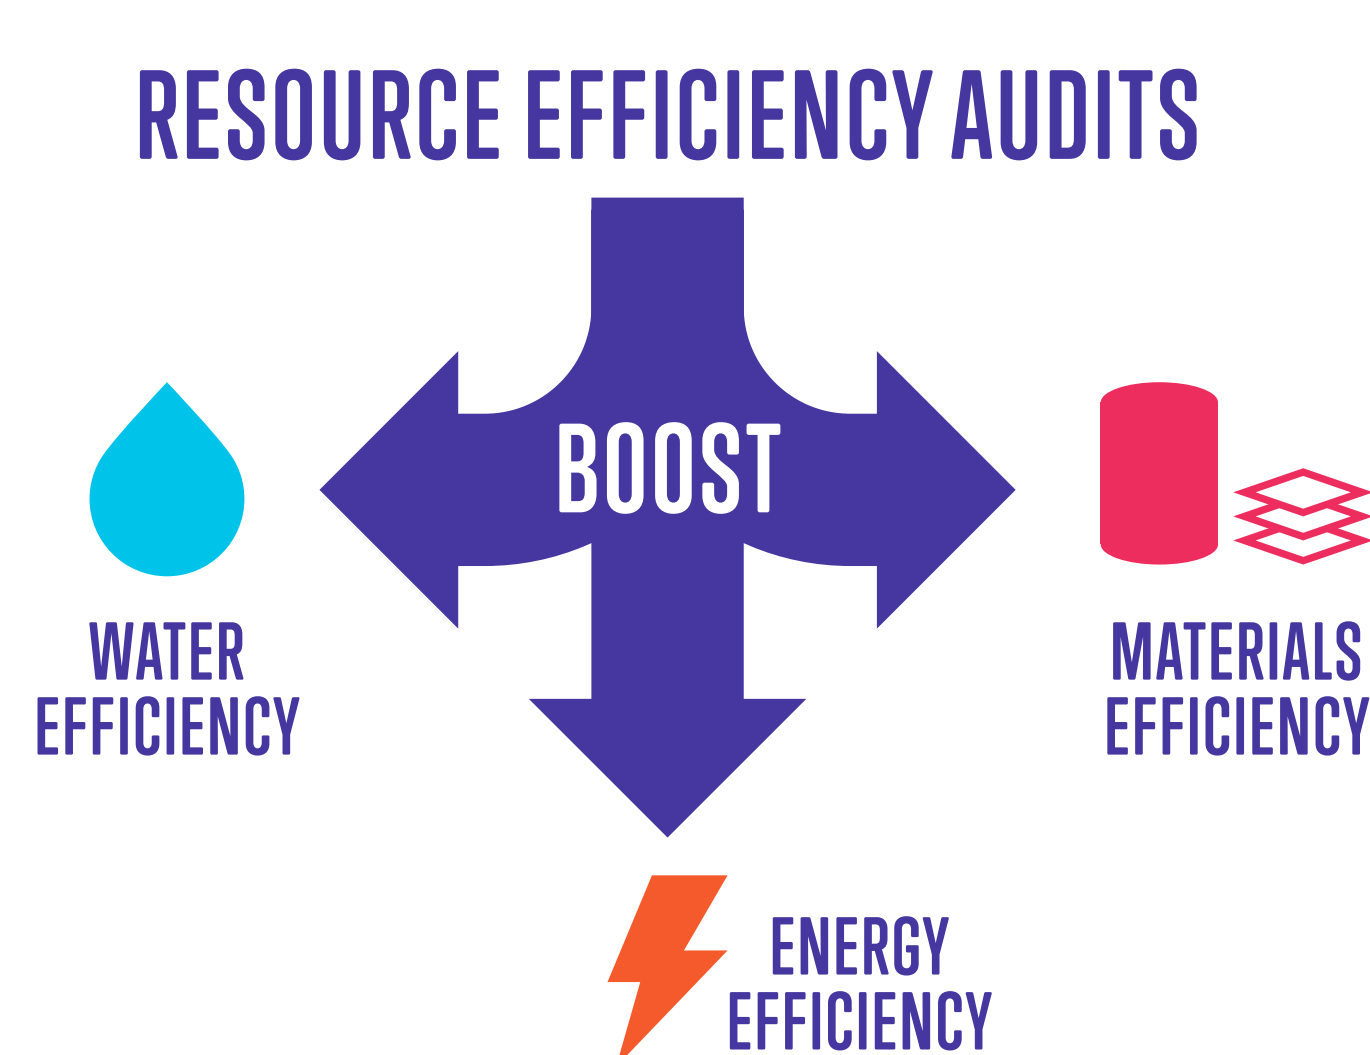 RESOURCE EFFICIENCY AUDITS
BOOST
WATER
EFFICIENCY
MATERIALS
EFFICIENCY
ENERGY
EFFICIENCY